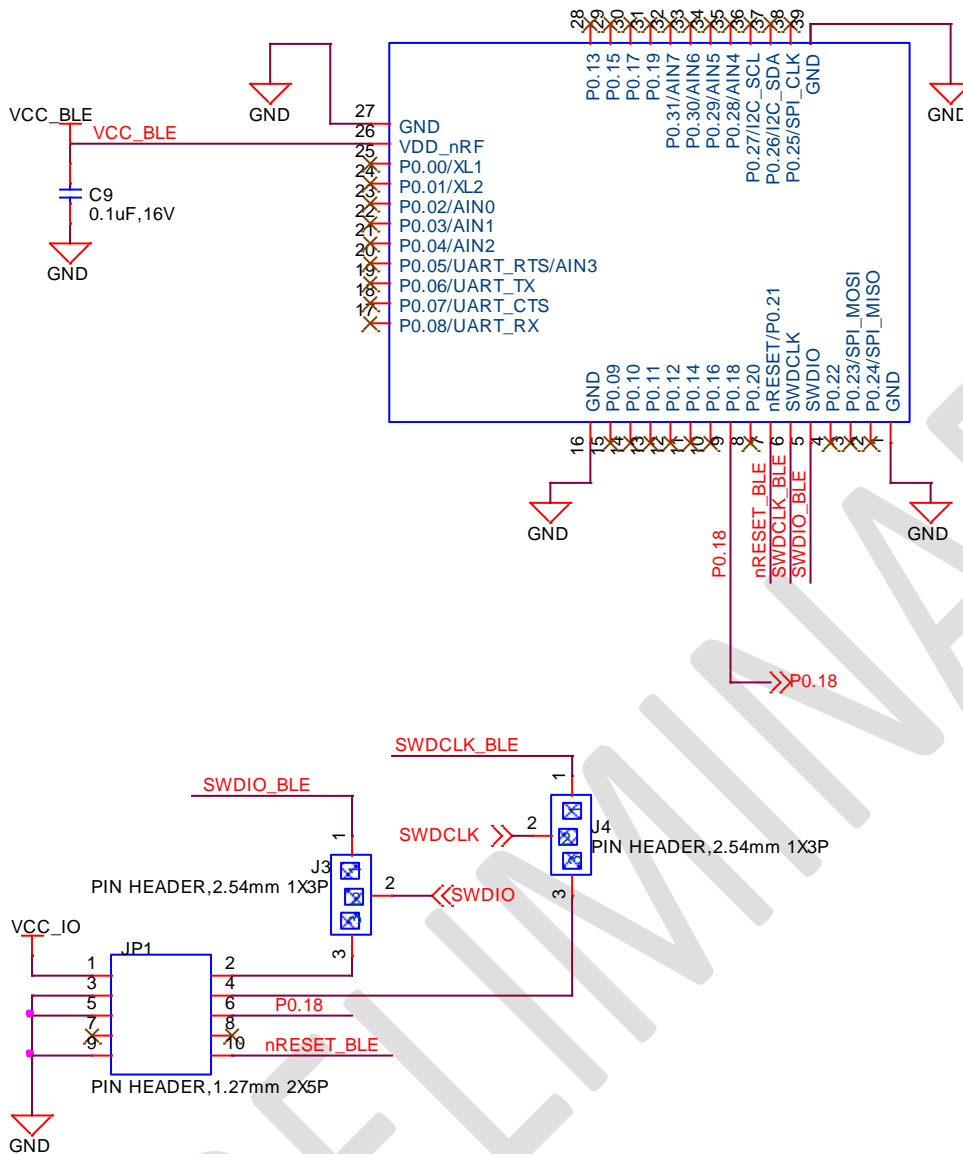 28 29 30 31 32 33 34 35 36 37 38 39
P0.13
P0.15
P0.17
P0.19
P0.31/AIN7
P0.30/AIN6
P0.29/AIN5
P0.28/AIN4
P0.27/I2C_SCL
P0.26/I2C_SDA
P0.25/SPI_CLK
GND
GND
GND
VCC_BLE
VCC_BLE
C9
0.1uF,16V
GND
27 GND
26 VDD_nRF
25 P0.00/XL1
24 P0.01/XL2
23 P0.02/AIN0
22 P0.03/AIN1
21 P0.04/AIN2
20 P0.05/UART_RTS/AIN3
19 P0.06/UART_TX
18 P0.07/UART_CTS
17 P0.08/UART_RX
GND
P0.09
P0.10
P0.11
P0.12
P0.14
P0.16
P0.18
P0.20
nRESET/P0.21
SWDCLK
SWDIO
P0.22
P0.23/SPI_MOSI
P0.24/SPI_MISO
GND
16 15 14 13 12 11 10 9 8 7 6 5 4 3 2 1
GND
GND
P0.18
nRESET_BLE
SWDCLK_BLE
SWDIO_BLE
P0.18
SWDCLK_BLE
SWDIO_BLE
1
SWDCLK
2
J4
PIN HEADER,2.54mm 1X3P
3
1
J3
PIN HEADER,2.54mm 1X3P
2
SWDIO
3
VCC_IO
JP1
1 2
3 4
5 6 P0.18
7 8
9 10 nRESET_BLE
PIN HEADER,1.27mm 2X5P
GND